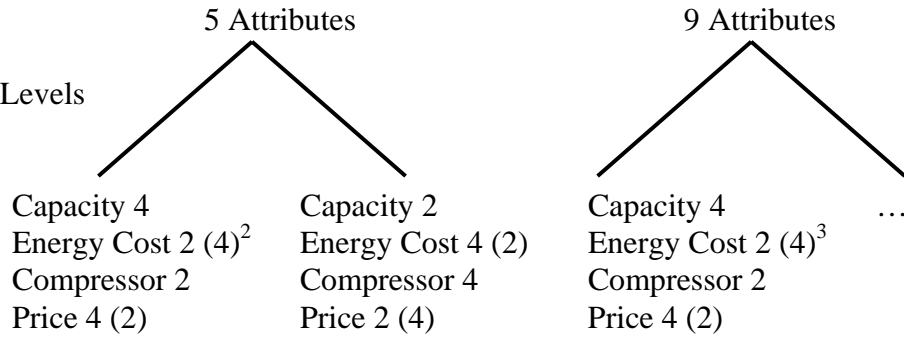 5 Attributes
9 Attributes
Levels
Capacity 4
Energy Cost 2 (4)²
Compressor 2
Price 4 (2)
Capacity 2
Energy Cost 4 (2)
Compressor 4
Price 2 (4)
Capacity 4
Energy Cost 2 (4)³
Compressor 2
Price 4 (2)
…